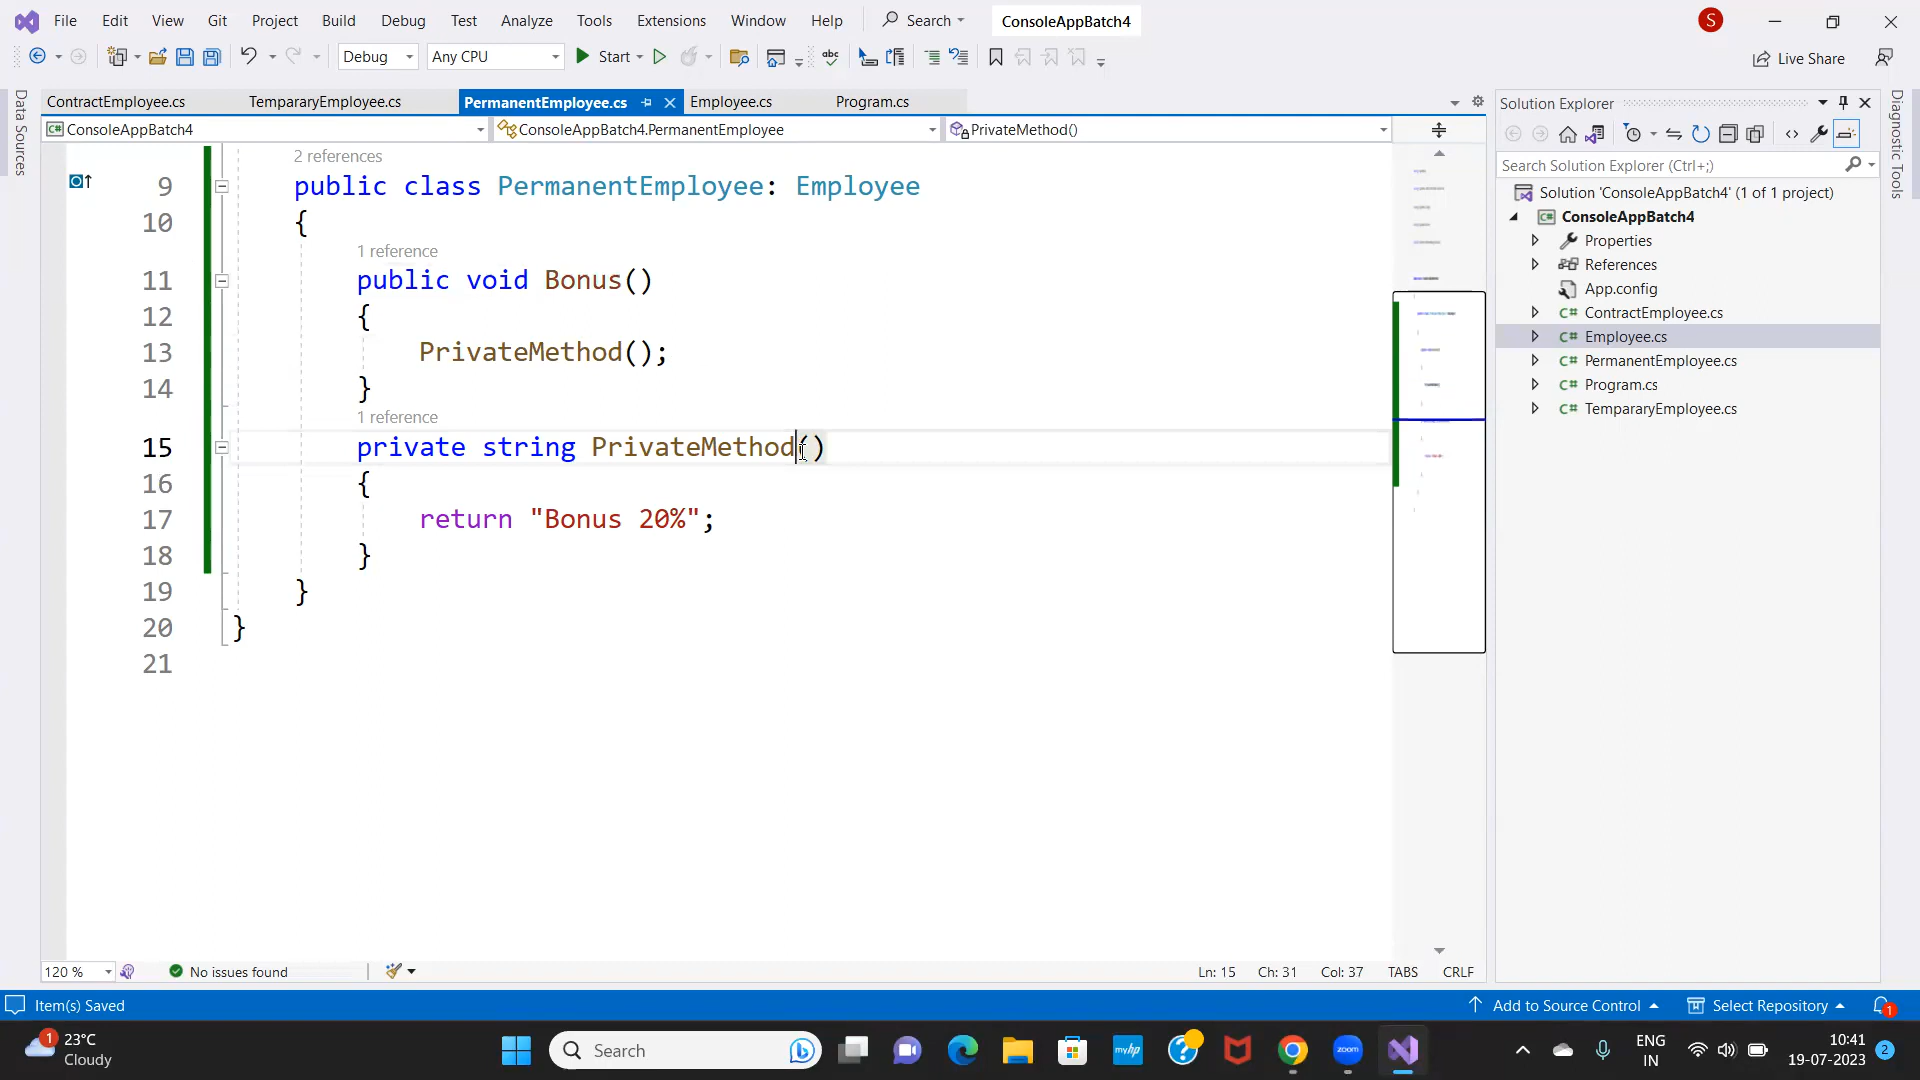 File Edit View Git Project Build Debug Test Analyze Tools Extensions Window Help Search ConsoleAppBatch4 S
Debug Any CPU Start Live Share
ContractEmployee.cs TempararyEmployee.cs PermanentEmployee.cs Employee.cs Program.cs
ConsoleAppBatch4 ConsoleAppBatch4.PermanentEmployee PrivateMethod()
Data Sources
2 references
9 public class PermanentEmployee: Employee
10 {
1 reference
11 public void Bonus()
12 {
13 PrivateMethod();
14 }
1 reference
15 private string PrivateMethod()
16 {
17 return "Bonus 20%";
18 }
19 }
20 }
21
120 % No issues found Ln: 15 Ch: 31 Col: 37 TABS CRLF
Solution Explorer
Search Solution Explorer (Ctrl+;)
Solution 'ConsoleAppBatch4' (1 of 1 project)
C# ConsoleAppBatch4
Properties
References
App.config
C# ContractEmployee.cs
C# Employee.cs
C# PermanentEmployee.cs
C# Program.cs
C# TempararyEmployee.cs
Diagnostic Tools
Item(s) Saved Add to Source Control Select Repository 1
1 23°C
Cloudy
Search
myhp
zoom
ENG
IN
10:41
19-07-2023
2